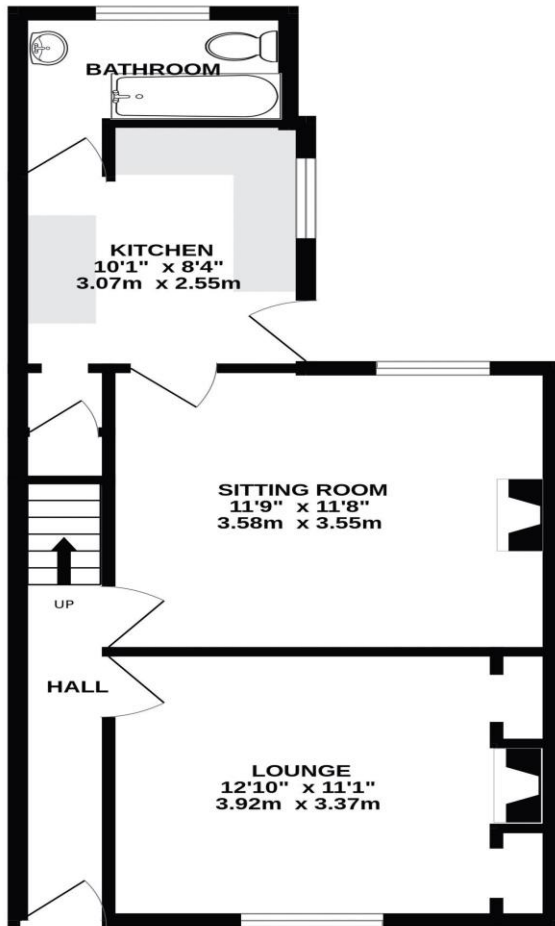 BATHROOM
KITCHEN
10'1" x 8'4"
3.07m x 2.55m
SITTING ROOM
11'9" x 11'8"
3.58m x 3.55m
UP
HALL
LOUNGE
12'10" x 11'1"
3.92m x 3.37m